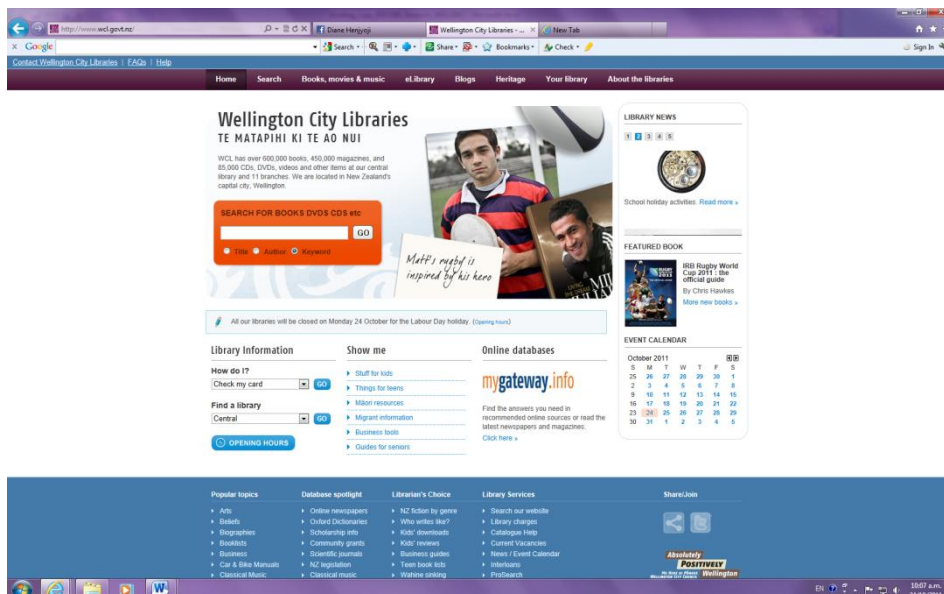 http://www.wcl.govt.nz/
Diane Hergyegi
Wellington City Libraries - ...
New Tab
x Google
Search
Share
Bookmarks
Check
Sign In
Contact Wellington City Libraries | FAQs | Help
Home Search Books, movies & music eLibrary Blogs Heritage Your library About the libraries
Wellington City Libraries
TE MATAPIHI KI TE AO NUI
WCL has over 600,000 books, 450,000 magazines, and
85,000 CDs, DVDs, videos and other items at our central
library and 11 branches. We are located in New Zealand's
capital city, Wellington.
SEARCH FOR BOOKS DVDS CDS etc
GO
Title Author Keyword
Matt's rugby is
inspired by his hero
LIBRARY NEWS
1 2 3 4 5
School holiday activities. Read more »
FEATURED BOOK
IRB Rugby World
Cup 2011 : the
official guide
By Chris Hawkes
More new books »
All our libraries will be closed on Monday 24 October for the Labour Day holiday. (Opening hours)
Library Information
How do I?
Check my card GO
Find a library
Central GO
OPENING HOURS
Show me
Stuff for kids
Things for teens
Māori resources
Migrant information
Business tools
Guides for seniors
Online databases
mygateway.info
Find the answers you need in
recommended online sources or read the
latest newspapers and magazines.
Click here »
EVENT CALENDAR
October 2011
S M T W T F S
25 26 27 28 29 30 1
2 3 4 5 6 7 8
9 10 11 12 13 14 15
16 17 18 19 20 21 22
23 24 25 26 27 28 29
30 31 1 2 3 4 5
Popular topics
Arts
Beliefs
Biographies
Booklists
Business
Car & Bike Manuals
Classical Music
Database spotlight
Online newspapers
Oxford Dictionaries
Scholarship info
Community grants
Scientific journals
NZ legislation
Classical music
Librarian's Choice
NZ fiction by genre
Who writes like?
Kids' downloads
Kids' reviews
Business guides
Teen book lists
Wahine sinking
Library Services
Search our website
Library charges
Catalogue Help
Current Vacancies
News / Event Calendar
Interloans
ProSearch
Share/Join
Absolutely
POSITIVELY
Wellington
EN
10:07 a.m.